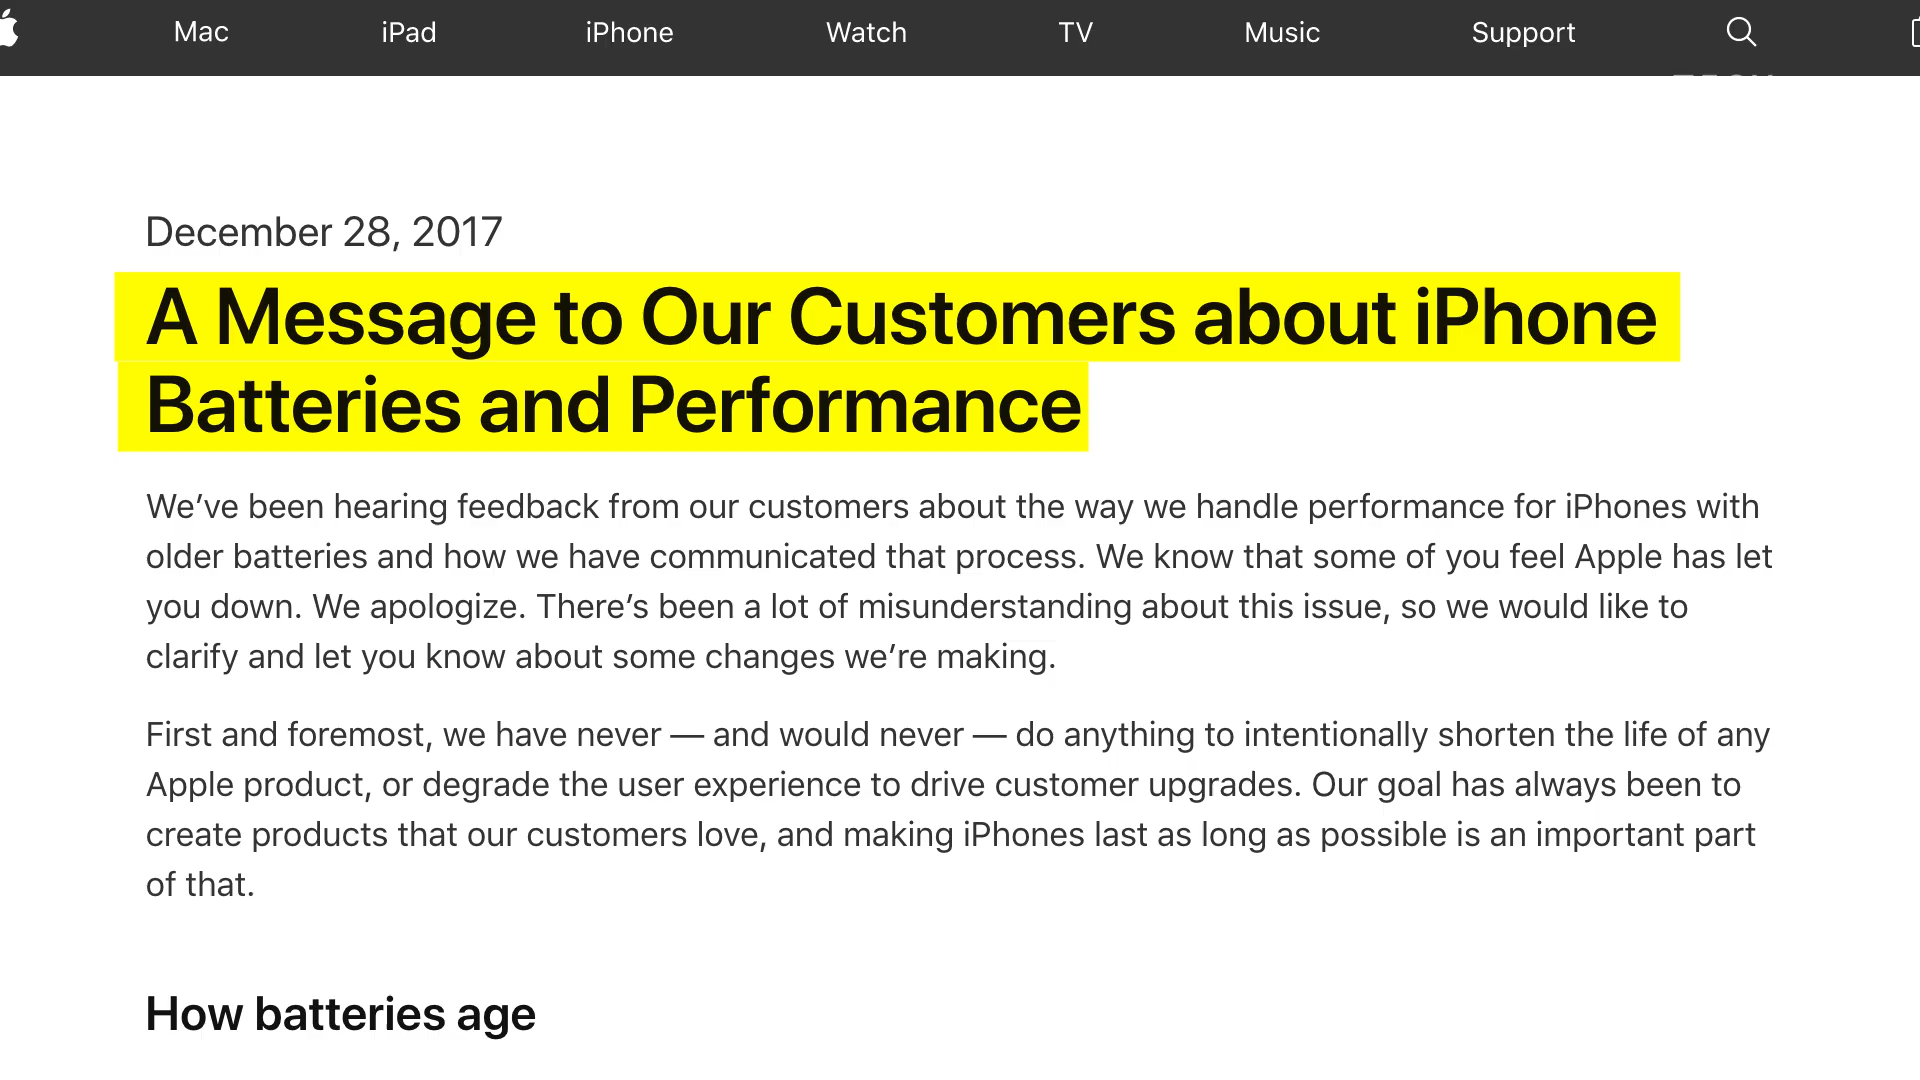 Mac iPad iPhone Watch TV Music Support
December 28, 2017
A Message to Our Customers about iPhone
Batteries and Performance
We’ve been hearing feedback from our customers about the way we handle performance for iPhones with
older batteries and how we have communicated that process. We know that some of you feel Apple has let
you down. We apologize. There’s been a lot of misunderstanding about this issue, so we would like to
clarify and let you know about some changes we’re making.
First and foremost, we have never — and would never — do anything to intentionally shorten the life of any
Apple product, or degrade the user experience to drive customer upgrades. Our goal has always been to
create products that our customers love, and making iPhones last as long as possible is an important part
of that.
How batteries age